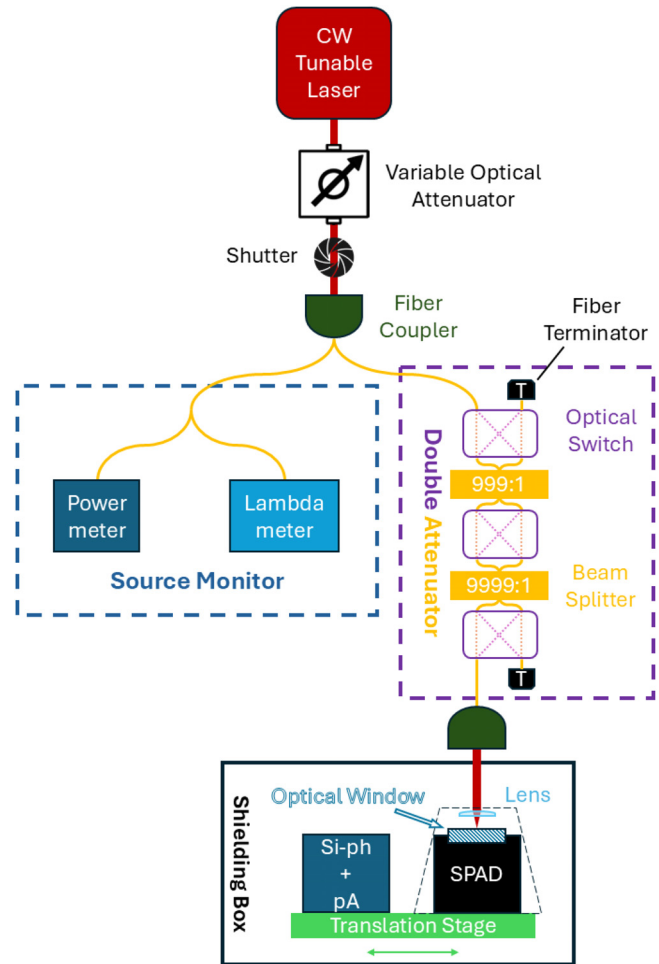 CW
Tunable
Laser
Variable Optical
Attenuator
Shutter
Fiber
Coupler
Fiber
Terminator
T
Optical
Switch
Double Attenuator
999:1
9999:1
Beam
Splitter
T
Power
meter
Lambda
meter
Source Monitor
Shielding Box
Optical Window
Lens
Si-ph
+
pA
SPAD
Translation Stage